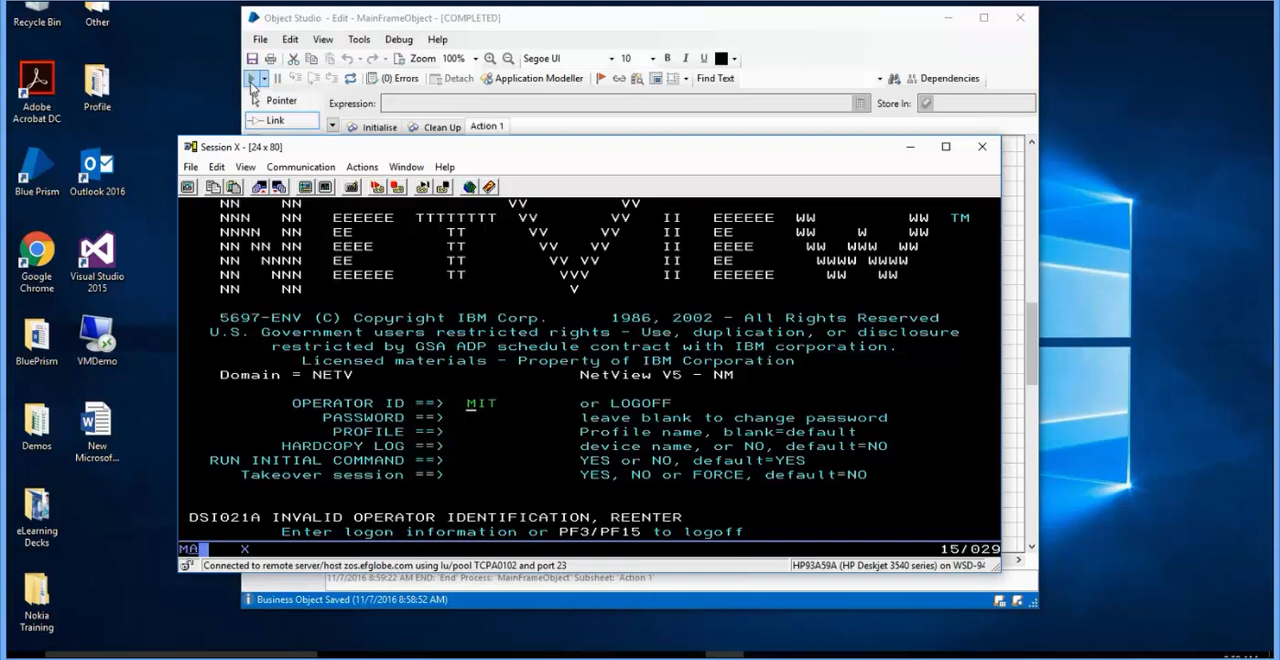 Recycle Bin
Other
Adobe Acrobat DC
Profile
Blue Prism
Outlook 2016
Google Chrome
Visual Studio 2015
BluePrism
VMDemo
Demos
New Microsof...
eLearning Decks
Nokia Training
Object Studio - Edit - MainFrameObject - [COMPLETED]
File Edit View Tools Debug Help
Zoom 100% Segoe UI 10 B I U
(0) Errors Detach Application Modeller Find Text Dependencies
Pointer
Link
Expression: Store In:
Initialise Clean Up Action 1
Session X - [24 x 80]
File Edit View Communication Actions Window Help
NN NN VV VV
NNN NN EEEEEE TTTTTTTT VV VV II EEEEEE WW WW TM
NNNN NN EE TT VV VV II EE WW W WW
NN NN NN EEEE TT VV VV II EEEE WW WWW WW
NN NNNN EE TT VV VV II EE WWWW WWWW
NN NNN EEEEEE TT VVV II EEEEEE WW WW
NN NN V
5697-ENV (C) Copyright IBM Corp. 1986, 2002 - All Rights Reserved
U.S. Government users restricted rights - Use, duplication, or disclosure
restricted by GSA ADP schedule contract with IBM corporation.
Licensed materials - Property of IBM Corporation
Domain = NETV NetView V5 - NM
OPERATOR ID ==> MIT or LOGOFF
PASSWORD ==> leave blank to change password
PROFILE ==> Profile name, blank=default
HARDCOPY LOG ==> device name, or NO, default=NO
RUN INITIAL COMMAND ==> YES or NO, default=YES
Takeover session ==> YES, NO or FORCE, default=NO
DSI021A INVALID OPERATOR IDENTIFICATION, REENTER
Enter logon information or PF3/PF15 to logoff
MA X 15/029
Connected to remote server/host zos.efglobe.com using lu/pool TCPA0102 and port 23 HP93A59A (HP Deskjet 3540 series) on WSD-94
11/7/2016 8:59:22 AM END: 'End' Process: 'MainFrameObject' Subsheet: 'Action 1'
Business Object Saved (11/7/2016 8:58:52 AM)